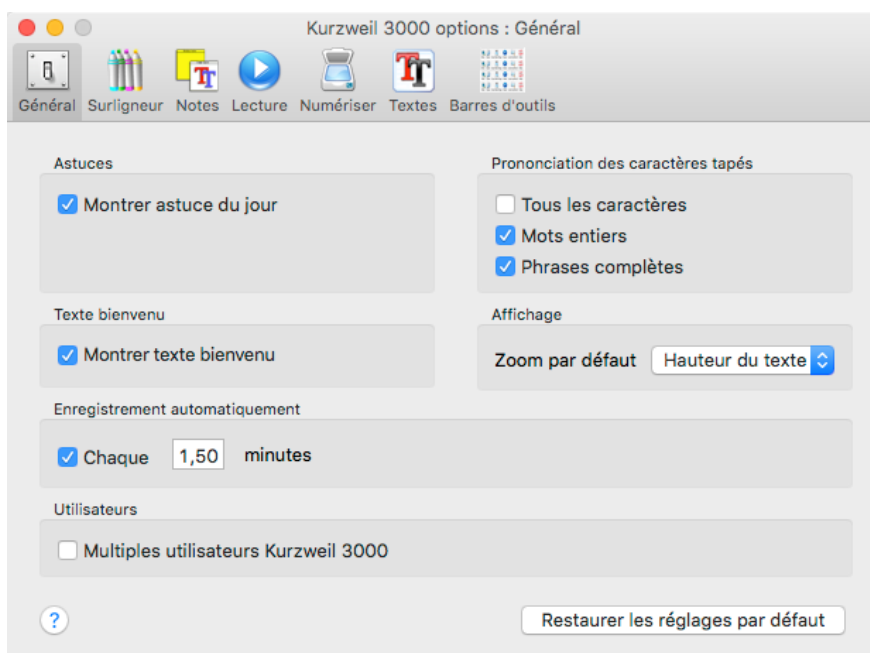 Kurzweil 3000 options : Général
Général Surligneur Notes Lecture Numériser Textes Barres d'outils
Astuces
Montrer astuce du jour
Prononciation des caractères tapés
Tous les caractères
Mots entiers
Phrases complètes
Texte bienvenu
Montrer texte bienvenu
Affichage
Zoom par défaut Hauteur du texte
Enregistrement automatiquement
Chaque 1,50 minutes
Utilisateurs
Multiples utilisateurs Kurzweil 3000
? Restaurer les réglages par défaut